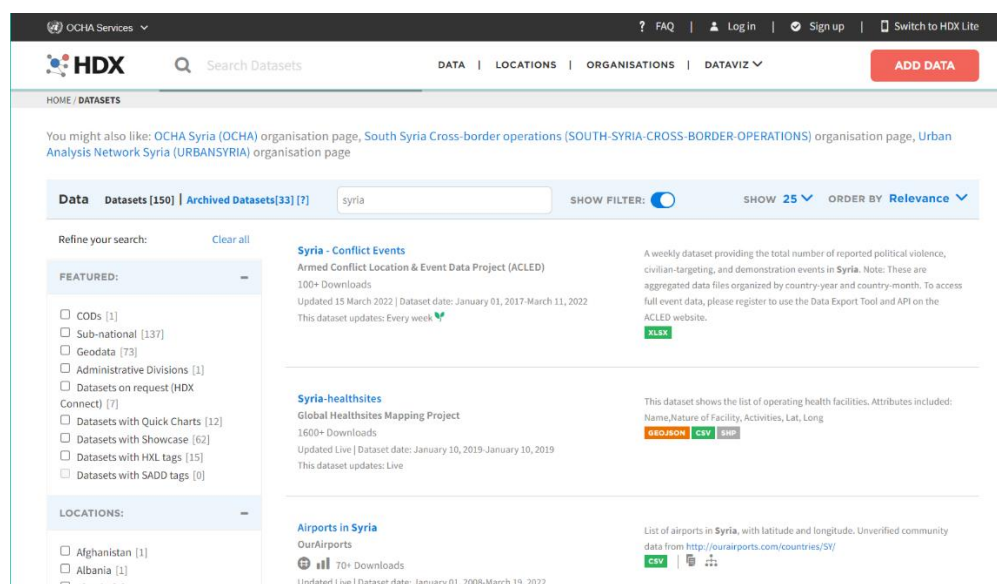 OCHA Services
? FAQ | Log in | Sign up | Switch to HDX Lite
HDX
Search Datasets
DATA | LOCATIONS | ORGANISATIONS | DATAVIZ
ADD DATA
HOME / DATASETS
You might also like: OCHA Syria (OCHA) organisation page, South Syria Cross-border operations (SOUTH-SYRIA-CROSS-BORDER-OPERATIONS) organisation page, Urban
Analysis Network Syria (URBANSYRIA) organisation page
Data Datasets [150] | Archived Datasets[33] [?]
syria
SHOW FILTER:
SHOW 25
ORDER BY Relevance
Refine your search: Clear all
FEATURED: –
CODs [1]
Sub-national [137]
Geodata [73]
Administrative Divisions [1]
Datasets on request (HDX
Connect) [7]
Datasets with Quick Charts [12]
Datasets with Showcase [62]
Datasets with HXL tags [15]
Datasets with SADD tags [0]
LOCATIONS: –
Afghanistan [1]
Albania [1]
Syria - Conflict Events
Armed Conflict Location & Event Data Project (ACLED)
100+ Downloads
Updated 15 March 2022 | Dataset date: January 01, 2017-March 11, 2022
This dataset updates: Every week
A weekly dataset providing the total number of reported political violence,
civilian-targeting, and demonstration events in Syria. Note: These are
aggregated data files organized by country-year and country-month. To access
full event data, please register to use the Data Export Tool and API on the
ACLED website.
XLSX
Syria-healthsites
Global Healthsites Mapping Project
1600+ Downloads
Updated Live | Dataset date: January 10, 2019-January 10, 2019
This dataset updates: Live
This dataset shows the list of operating health facilities. Attributes included:
Name,Nature of Facility, Activities, Lat, Long
GEOJSON CSV SHP
Airports in Syria
OurAirports
70+ Downloads
Updated Live | Dataset date: January 01, 2008-March 19, 2022
List of airports in Syria, with latitude and longitude. Unverified community
data from http://ourairports.com/countries/SY/
CSV